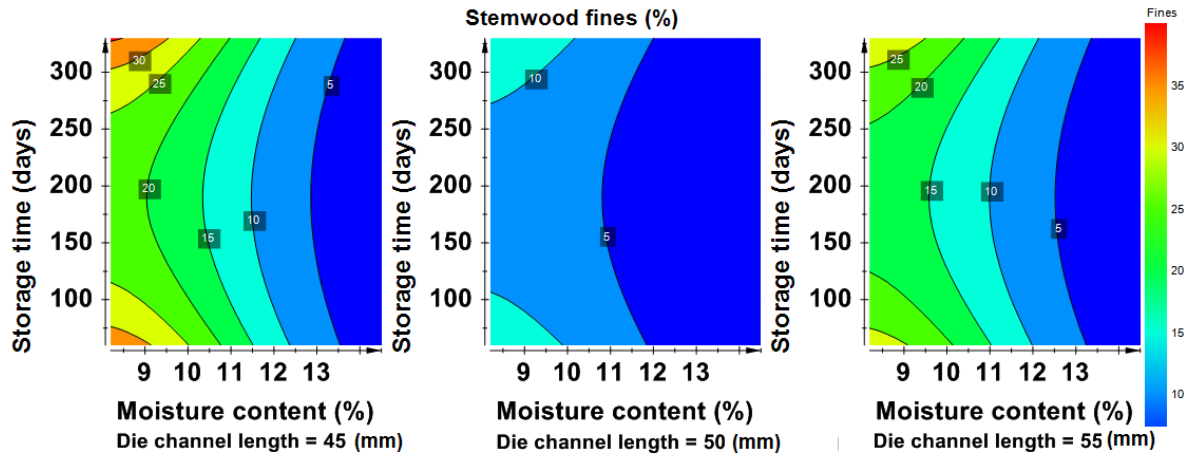 Stemwood fines (%)
Fines
Storage time (days)
300
250
200
150
100
30
25
20
15
10
5
9 10 11 12 13
Moisture content (%)
Die channel length = 45 (mm)
Storage time (days)
300
250
200
150
100
10
5
9 10 11 12 13
Moisture content (%)
Die channel length = 50 (mm)
Storage time (days)
300
250
200
150
100
25
20
15
10
5
9 10 11 12 13
Moisture content (%)
Die channel length = 55 (mm)
35
30
25
20
15
10